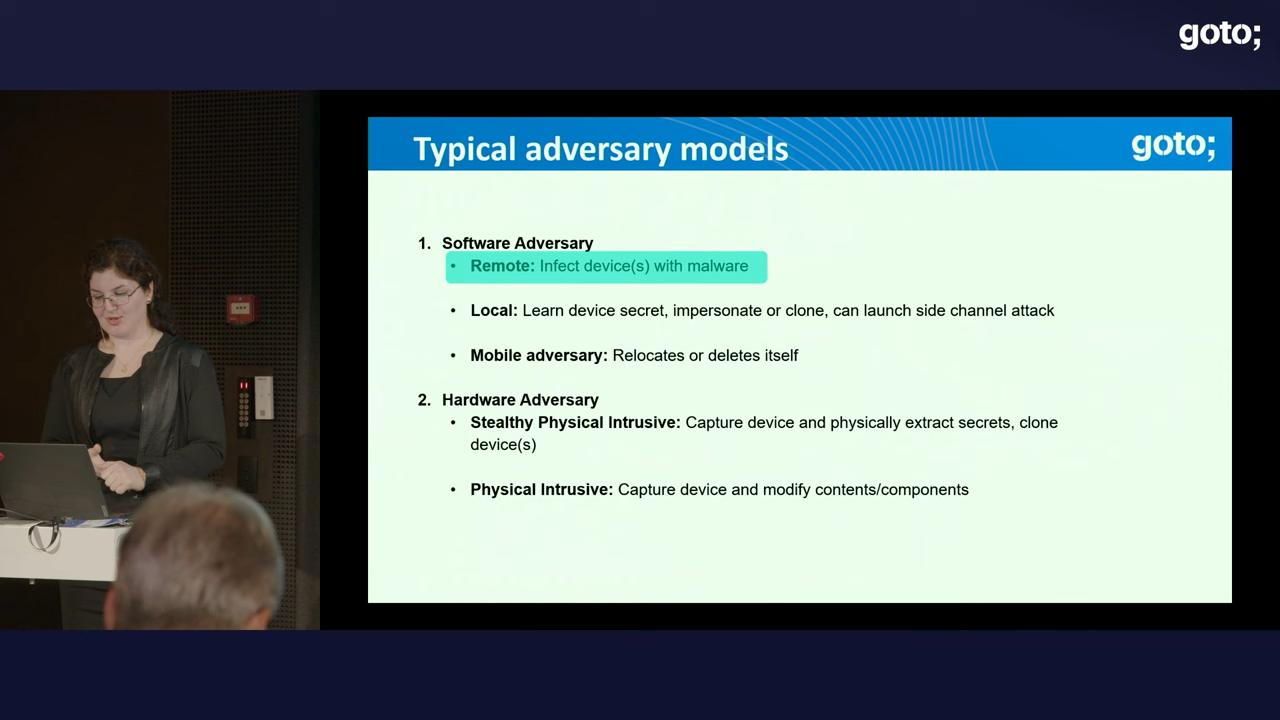 goto;
Typical adversary models
goto;
1. Software Adversary
• Remote: Infect device(s) with malware
• Local: Learn device secret, impersonate or clone, can launch side channel attack
• Mobile adversary: Relocates or deletes itself
2. Hardware Adversary
• Stealthy Physical Intrusive: Capture device and physically extract secrets, clone
device(s)
• Physical Intrusive: Capture device and modify contents/components